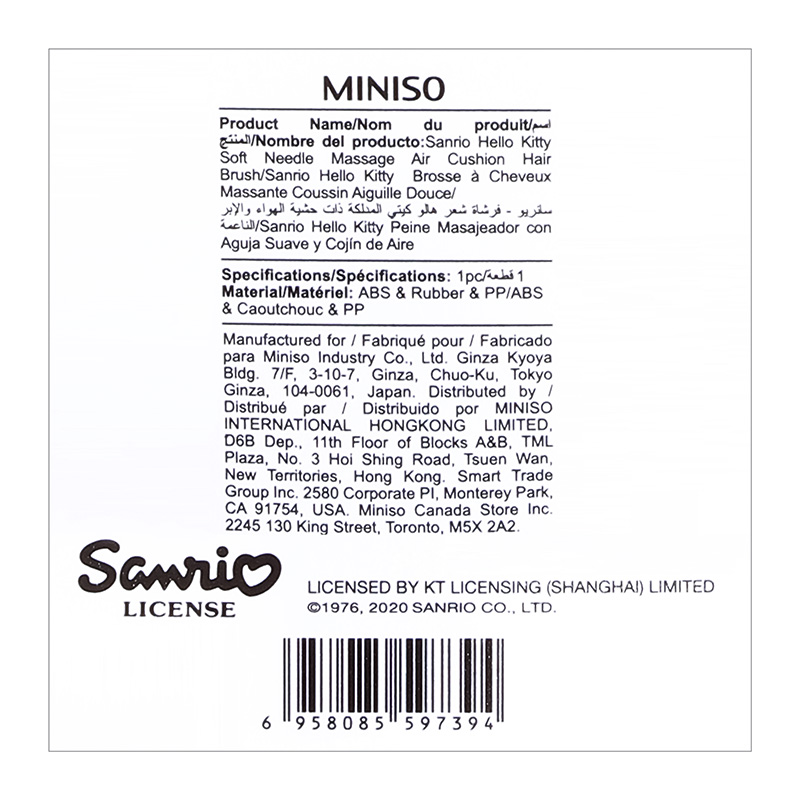 MINISO
Product Name/Nom du produit/اسم
المنتج/Nombre del producto:Sanrio Hello Kitty
Soft Needle Massage Air Cushion Hair
Brush/Sanrio Hello Kitty Brosse à Cheveux
Massante Coussin Aiguille Douce/
سانريو - فرشاة شعر هالو كيتي المدلكة ذات حشية الهواء والإبر
الناعمة/Sanrio Hello Kitty Peine Masajeador con
Aguja Suave y Cojín de Aire
Specifications/Spécifications: 1pc/قطعة 1
Material/Matériel: ABS & Rubber & PP/ABS
& Caoutchouc & PP
Manufactured for / Fabriqué pour / Fabricado
para Miniso Industry Co., Ltd. Ginza Kyoya
Bldg. 7/F, 3-10-7, Ginza, Chuo-Ku, Tokyo
Ginza, 104-0061, Japan. Distributed by /
Distribué par / Distribuido por MINISO
INTERNATIONAL HONGKONG LIMITED,
D6B Dep., 11th Floor of Blocks A&B, TML
Plaza, No. 3 Hoi Shing Road, Tsuen Wan,
New Territories, Hong Kong. Smart Trade
Group Inc. 2580 Corporate Pl, Monterey Park,
CA 91754, USA. Miniso Canada Store Inc.
2245 130 King Street, Toronto, M5X 2A2.
Sanrio
LICENSE
LICENSED BY KT LICENSING (SHANGHAI) LIMITED
©1976, 2020 SANRIO CO., LTD.
6 958085 597394